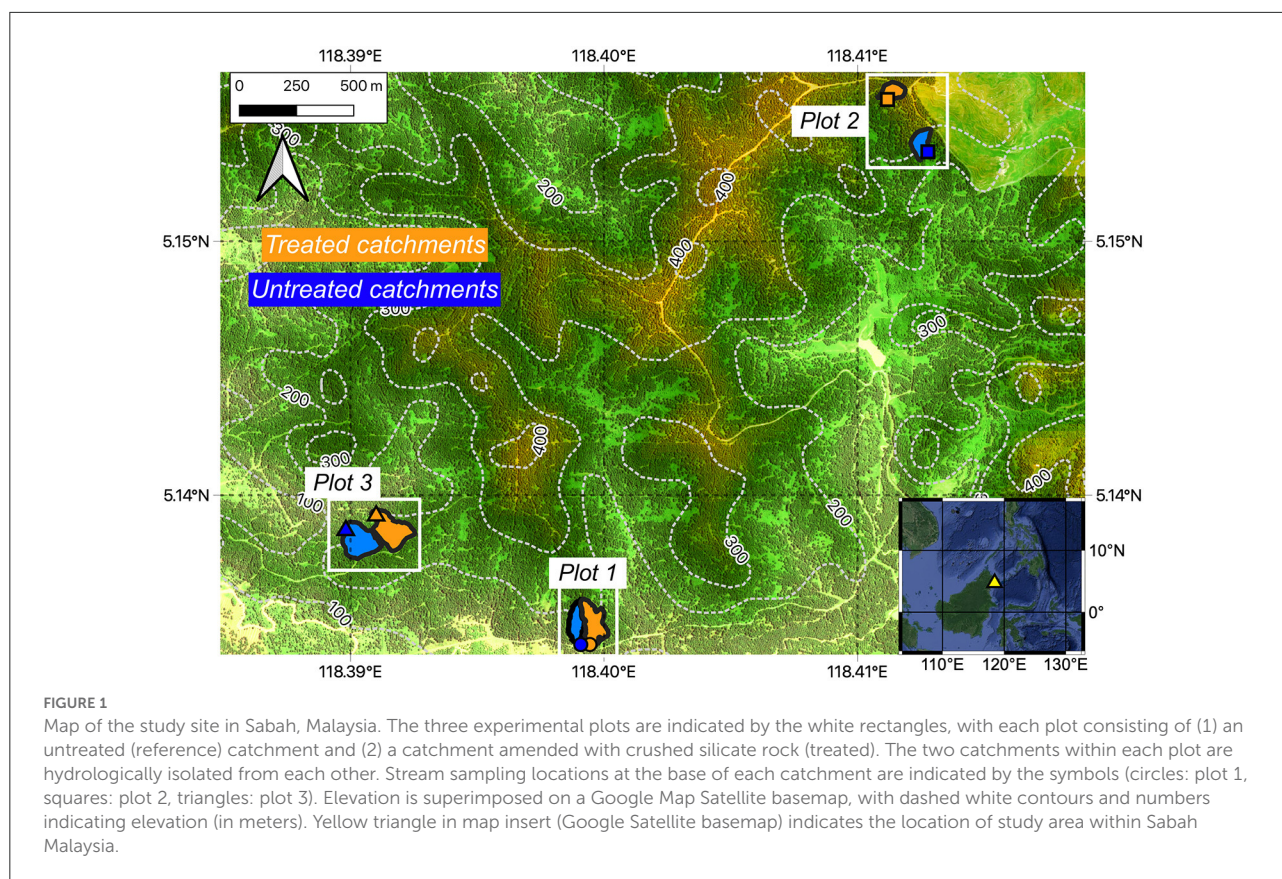 118.39°E 118.40°E 118.41°E
0 250 500 m
300
Plot 2
200
400
5.15°N 5.15°N
Treated catchments
400
Untreated catchments
300
300
200
400
300
Plot 3
400
5.14°N 5.14°N
100
200
300
Plot 1
10°N
100
0°
118.39°E 118.40°E 118.41°E
110°E 120°E 130°E
FIGURE 1
Map of the study site in Sabah, Malaysia. The three experimental plots are indicated by the white rectangles, with each plot consisting of (1) an
untreated (reference) catchment and (2) a catchment amended with crushed silicate rock (treated). The two catchments within each plot are
hydrologically isolated from each other. Stream sampling locations at the base of each catchment are indicated by the symbols (circles: plot 1,
squares: plot 2, triangles: plot 3). Elevation is superimposed on a Google Map Satellite basemap, with dashed white contours and numbers
indicating elevation (in meters). Yellow triangle in map insert (Google Satellite basemap) indicates the location of study area within Sabah
Malaysia.